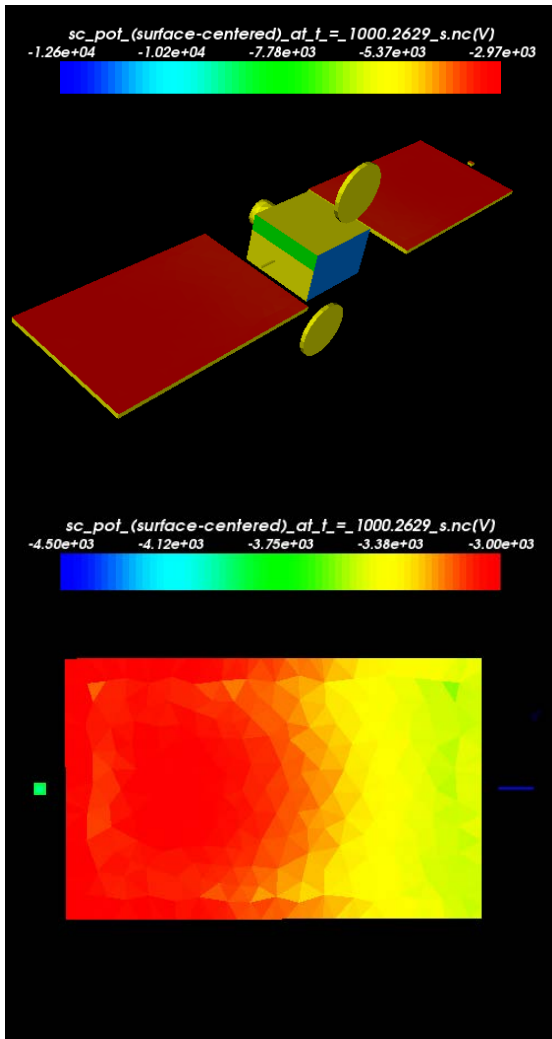 sc_pot_(surface-centered)_at_t_=_1000.2629_s.nc(V)
-1.26e+04 -1.02e+04 -7.78e+03 -5.37e+03 -2.97e+03
sc_pot_(surface-centered)_at_t_=_1000.2629_s.nc(V)
-4.50e+03 -4.12e+03 -3.75e+03 -3.38e+03 -3.00e+03